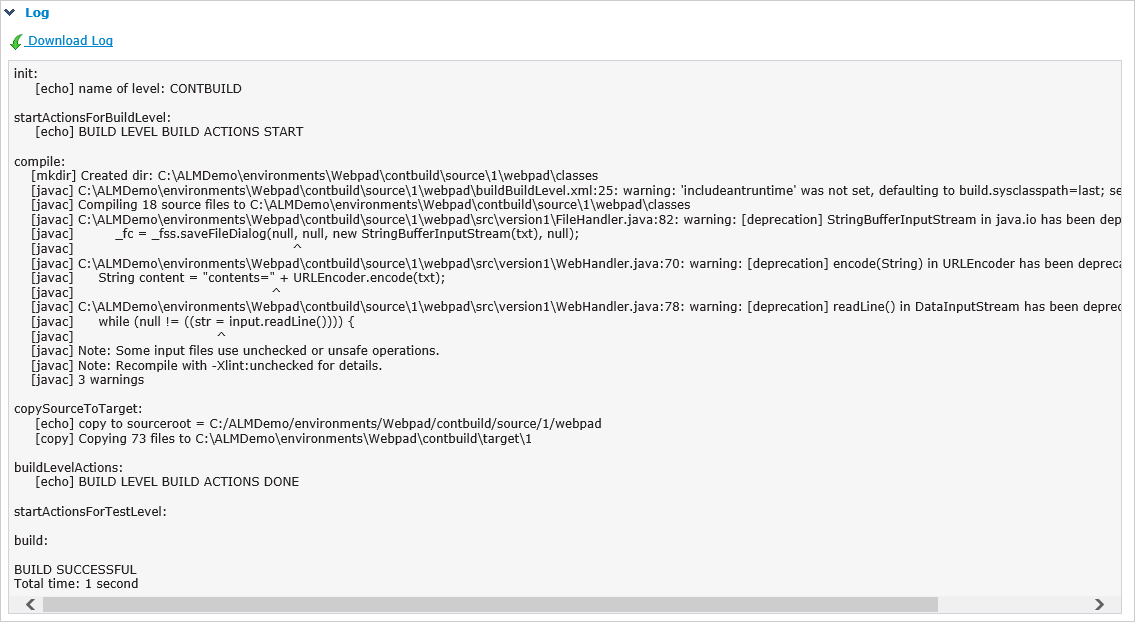 Log
Download Log
init:
[echo] name of level: CONTBUILD
startActionsForBuildLevel:
[echo] BUILD LEVEL BUILD ACTIONS START
compile:
[mkdir] Created dir: C:\ALMDemo\environments\Webpad\contbuild\source\1\webpad\classes
[javac] C:\ALMDemo\environments\Webpad\contbuild\source\1\webpad\buildBuildLevel.xml:25: warning: 'includeantruntime' was not set, defaulting to build.sysclasspath=last; se
[javac] Compiling 18 source files to C:\ALMDemo\environments\Webpad\contbuild\source\1\webpad\classes
[javac] C:\ALMDemo\environments\Webpad\contbuild\source\1\webpad\src\version1\FileHandler.java:82: warning: [deprecation] StringBufferInputStream in java.io has been dep
[javac] _fc = _fss.saveFileDialog(null, null, new StringBufferInputStream(txt), null);
[javac] ^
[javac] C:\ALMDemo\environments\Webpad\contbuild\source\1\webpad\src\version1\WebHandler.java:70: warning: [deprecation] encode(String) in URLEncoder has been depreca
[javac] String content = "contents=" + URLEncoder.encode(txt);
[javac] ^
[javac] C:\ALMDemo\environments\Webpad\contbuild\source\1\webpad\src\version1\WebHandler.java:78: warning: [deprecation] readLine() in DataInputStream has been deprec
[javac] while (null != ((str = input.readLine()))) {
[javac] ^
[javac] Note: Some input files use unchecked or unsafe operations.
[javac] Note: Recompile with -Xlint:unchecked for details.
[javac] 3 warnings
copySourceToTarget:
[echo] copy to sourceroot = C:/ALMDemo/environments/Webpad/contbuild/source/1/webpad
[copy] Copying 73 files to C:\ALMDemo\environments\Webpad\contbuild\target\1
buildLevelActions:
[echo] BUILD LEVEL BUILD ACTIONS DONE
startActionsForTestLevel:
build:
BUILD SUCCESSFUL
Total time: 1 second